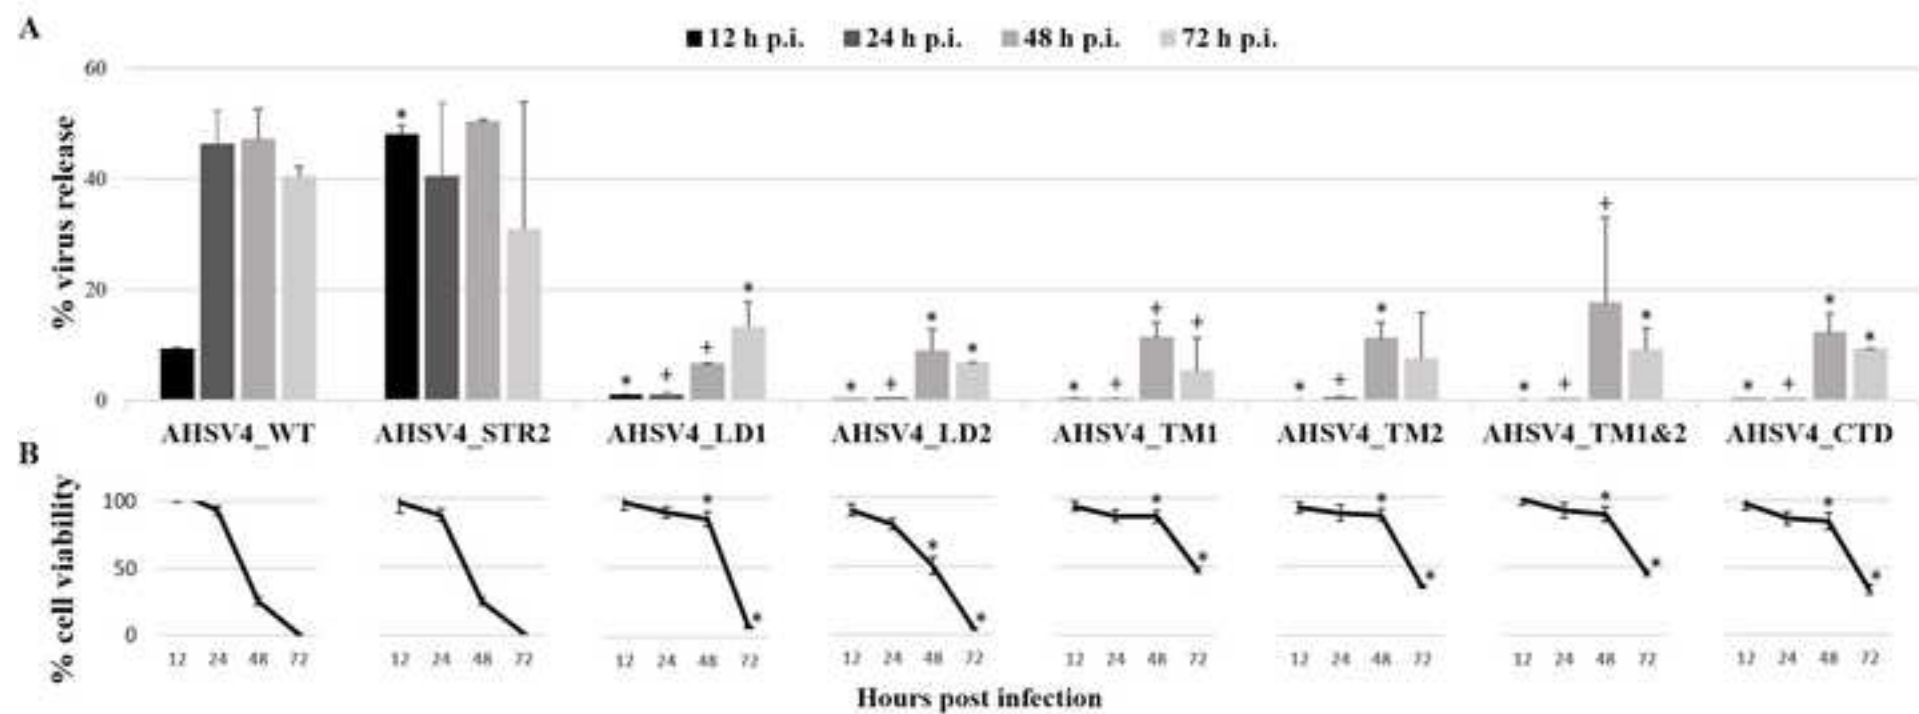 A
12 h p.i. 24 h p.i. 48 h p.i. 72 h p.i.
% virus release
60
40
20
0
* * + + * * + * * * + + + * + * * + + * * + * *
AHSV4_WT AHSV4_STR2 AHSV4_LD1 AHSV4_LD2 AHSV4_TM1 AHSV4_TM2 AHSV4_TM1&2 AHSV4_CTD
B
% cell viability
100
50
0
* * * * * * * * * * * *
12 24 48 72 12 24 48 72 12 24 48 72 12 24 48 72 12 24 48 72 12 24 48 72 12 24 48 72 12 24 48 72
Hours post infection